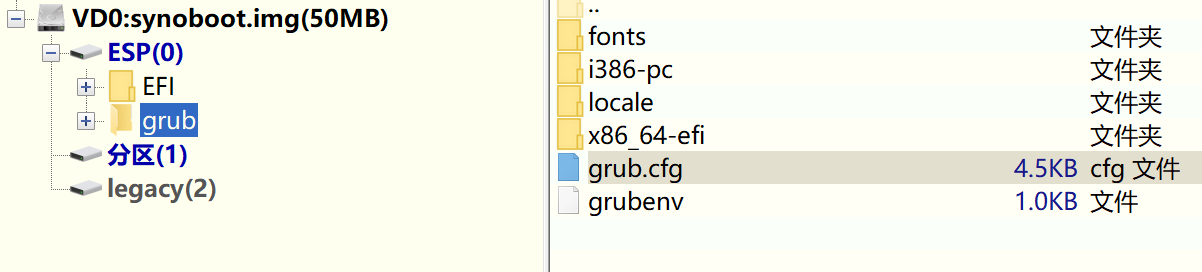 VD0:synoboot.img(50MB)
ESP(0)
EFI
grub
分区(1)
legacy(2)
..
fonts 文件夹
i386-pc 文件夹
locale 文件夹
x86_64-efi 文件夹
grub.cfg 4.5KB cfg 文件
grubenv 1.0KB 文件